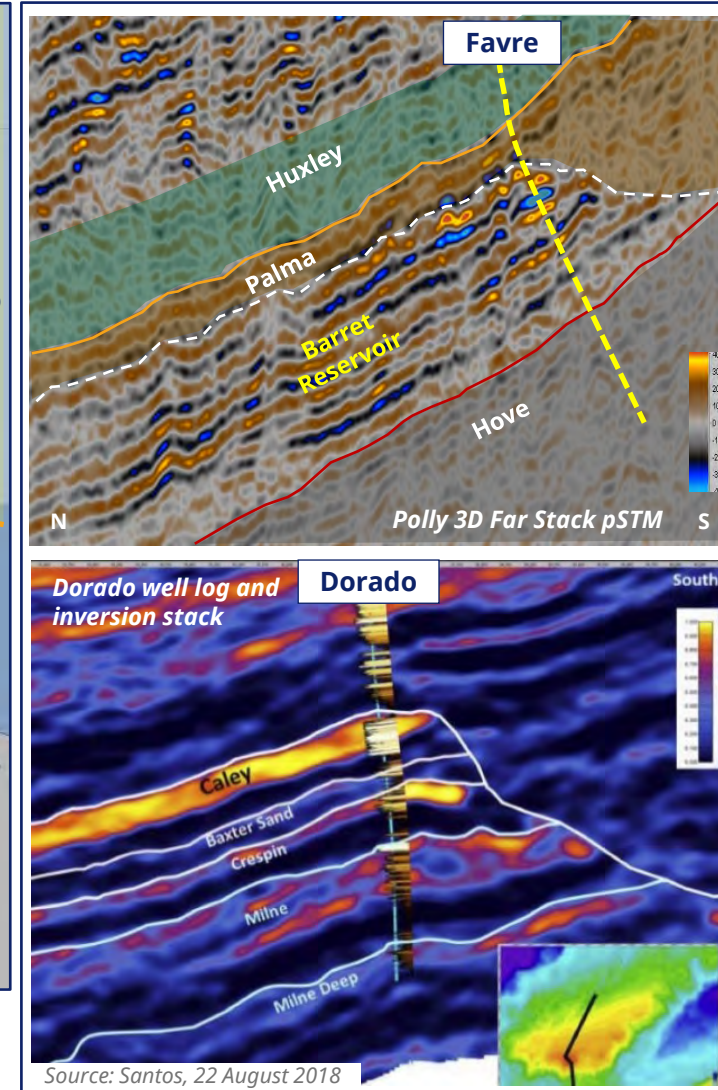 Favre
Huxley
Palma
Barret
Reservoir
Hove
N
Polly 3D Far Stack pSTM
S
Dorado well log and
inversion stack
Dorado
South
Caley
Baxter Sand
Crespin
Milne
Milne Deep
Source: Santos, 22 August 2018